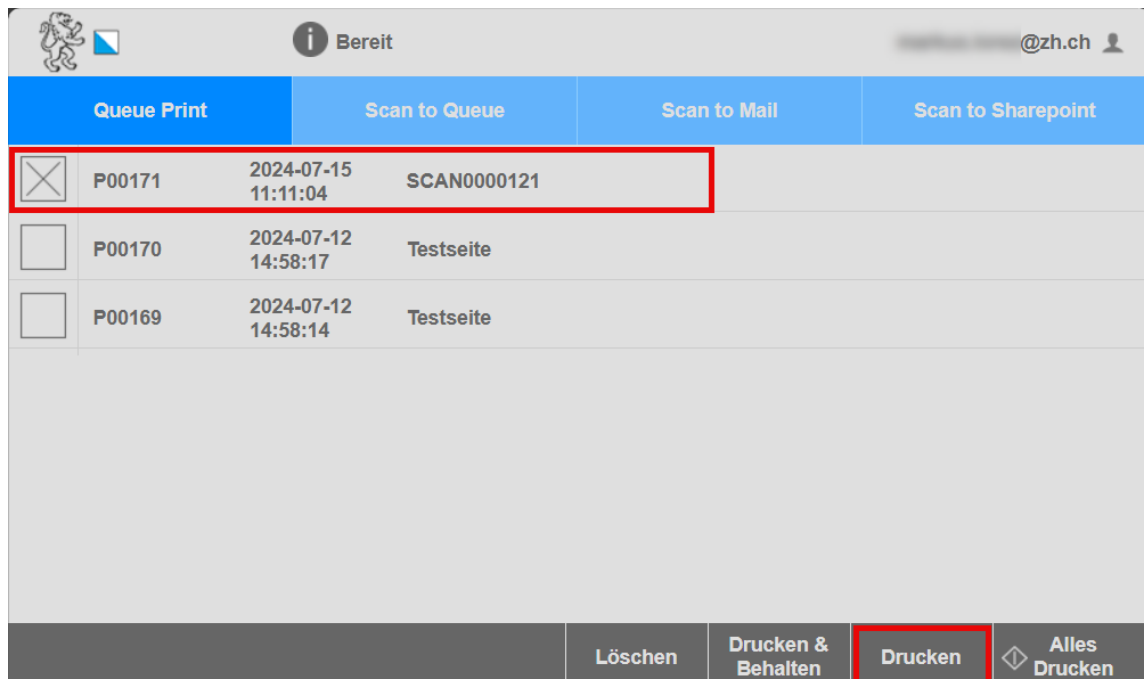 i Bereit @zh.ch
Queue Print Scan to Queue Scan to Mail Scan to Sharepoint
P00171 2024-07-15 11:11:04 SCAN0000121
P00170 2024-07-12 14:58:17 Testseite
P00169 2024-07-12 14:58:14 Testseite
Löschen Drucken & Behalten Drucken Alles Drucken